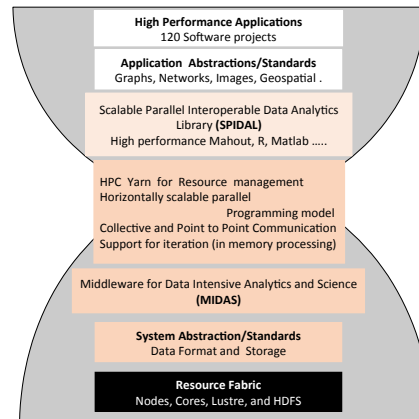 High Performance Applications
120 Software projects
Application Abstractions/Standards
Graphs, Networks, Images, Geospatial .
Scalable Parallel Interoperable Data Analytics
Library (SPIDAL)
High performance Mahout, R, Matlab .....
HPC Yarn for Resource management
Horizontally scalable parallel
Programming model
Collective and Point to Point Communication
Support for iteration (in memory processing)
Middleware for Data Intensive Analytics and Science
(MIDAS)
System Abstraction/Standards
Data Format and Storage
Resource Fabric
Nodes, Cores, Lustre, and HDFS